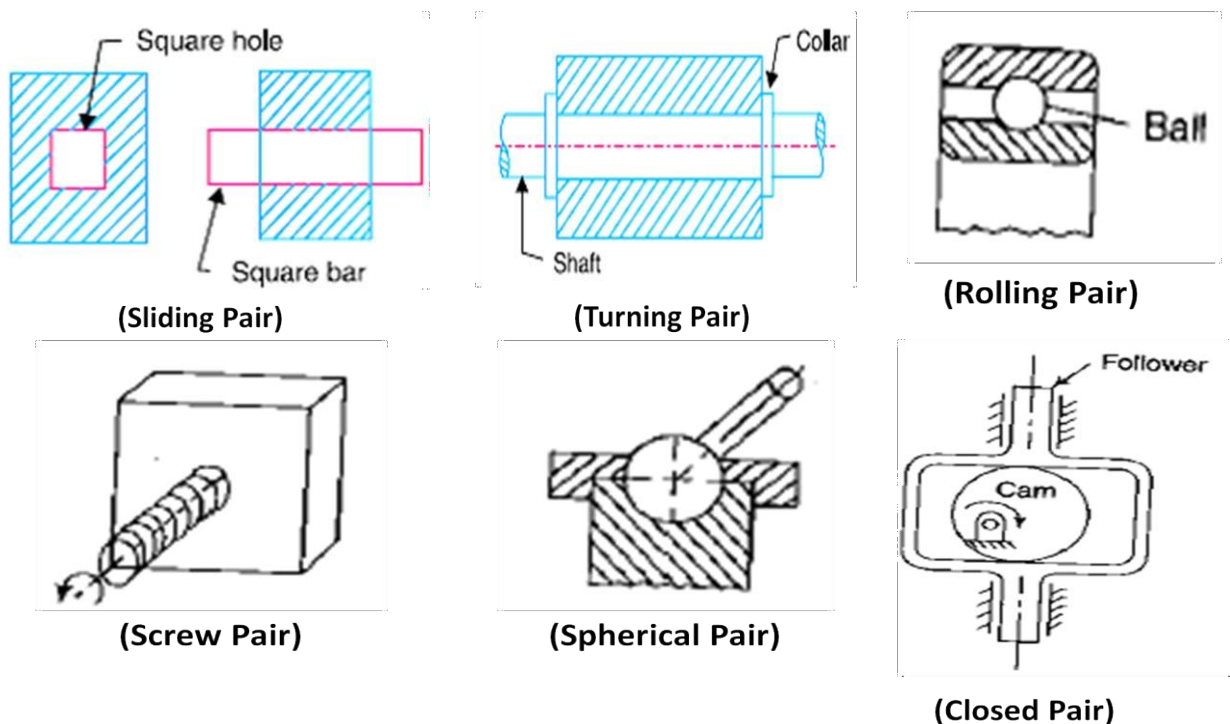 Square hole
Square bar
(Sliding Pair)
Collar
Shaft
(Turning Pair)
Ball
(Rolling Pair)
(Screw Pair)
(Spherical Pair)
Follower
Cam
(Closed Pair)